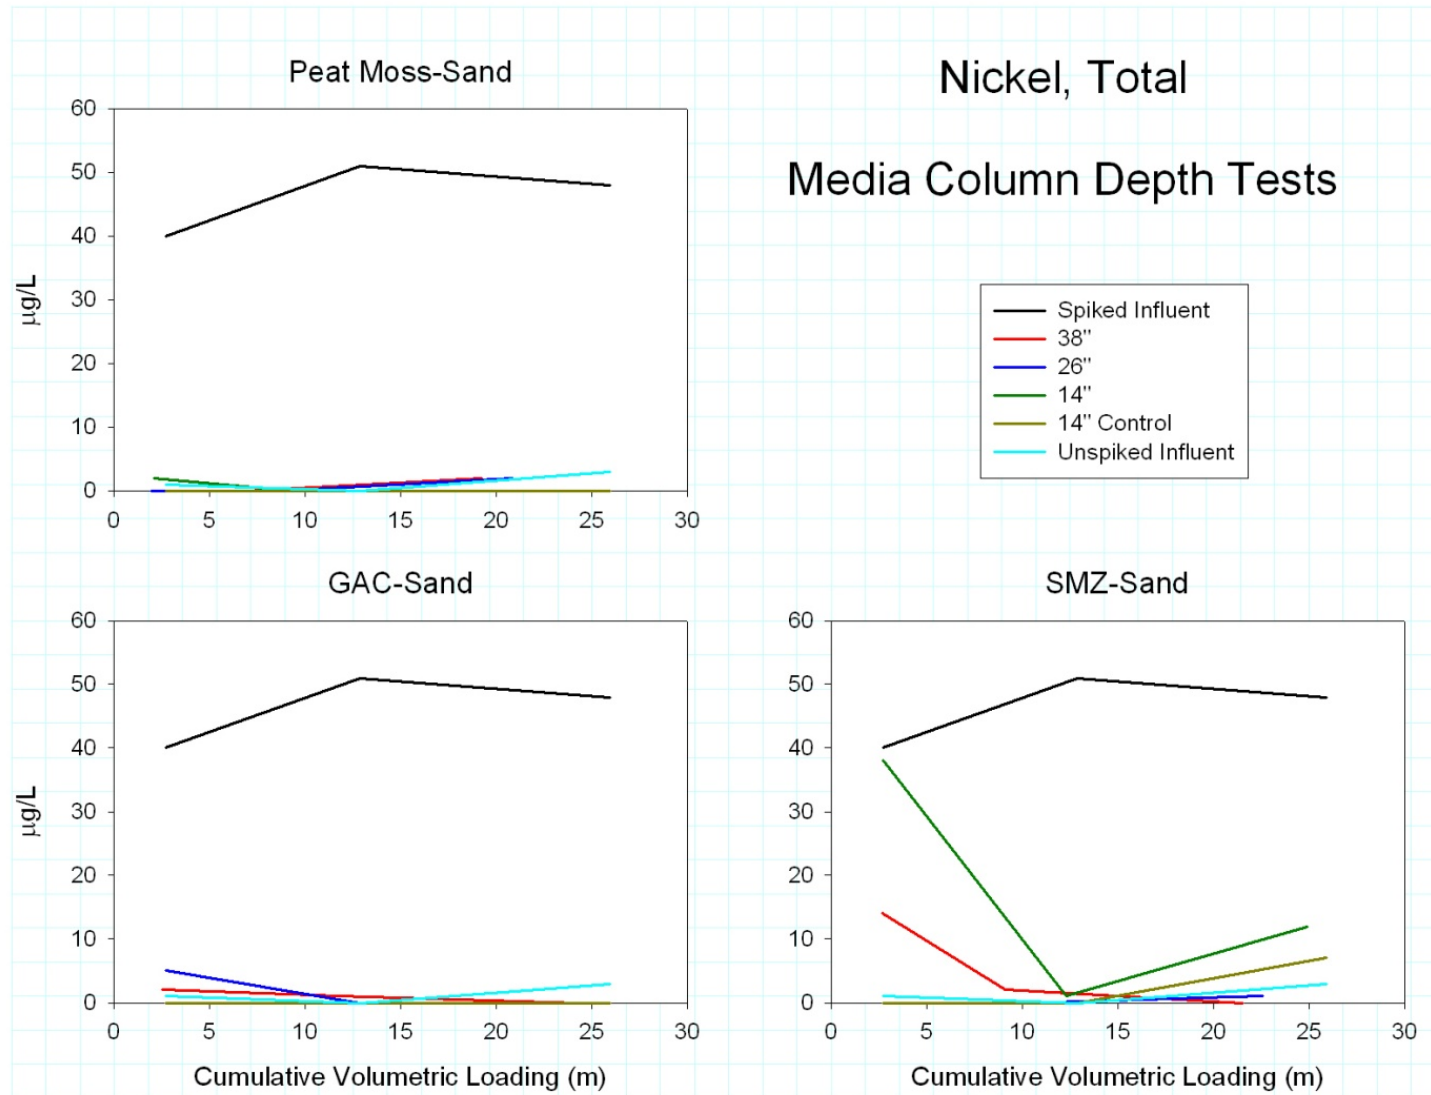 Peat Moss-Sand
Nickel, Total
Media Column Depth Tests
60
50
40
30
20
10
0
µg/L
0 5 10 15 20 25 30
Spiked Influent
38"
26"
14"
14" Control
Unspiked Influent
GAC-Sand
60
50
40
30
20
10
0
µg/L
0 5 10 15 20 25 30
Cumulative Volumetric Loading (m)
SMZ-Sand
60
50
40
30
20
10
0
0 5 10 15 20 25 30
Cumulative Volumetric Loading (m)